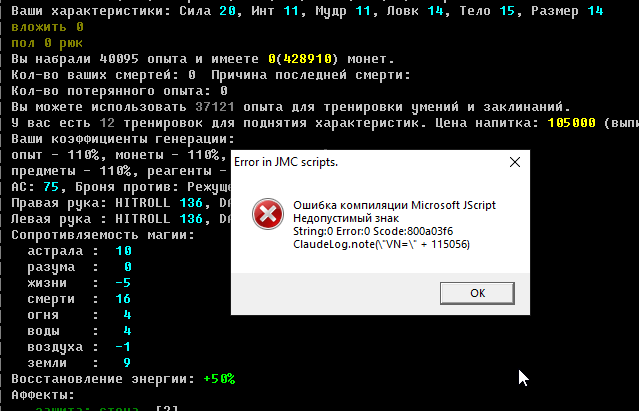 Ваши характеристики: Сила 20, Инт 11, Мудр 11, Ловк 14, Тело 15, Размер 14
вложить 0
пол 0 рюк
Вы набрали 40095 опыта и имеете 0(428910) монет.
Кол-во ваших смертей: 0 Причина последней смерти:
Кол-во потерянного опыта: 0
Вы можете использовать 37121 опыта для тренировки умений и заклинаний.
У вас есть 12 тренировок для поднятия характеристик. Цена напитка: 105000 (выпи
Ваши коэффициенты генерации:
опыт - 110%, монеты - 110%,
предметы - 110%, реагенты -
АС: 75, Броня против: Режуще
Правая рука: HITROLL 136, DA
Левая рука : HITROLL 136, DA
Сопротивляемость магии:
астрала : 10
разума : 0
жизни : -5
смерти : 16
огня : 4
воды : 4
воздуха : -1
земли : 9
Восстановление энергии: +50%
Аффекты:
Error in JMC scripts.
Ошибка компиляции Microsoft JScript
Недопустимый знак
String:0 Error:0 Scode:800a03f6
ClaudeLog.note(\"VN=\" + 115056)
OK